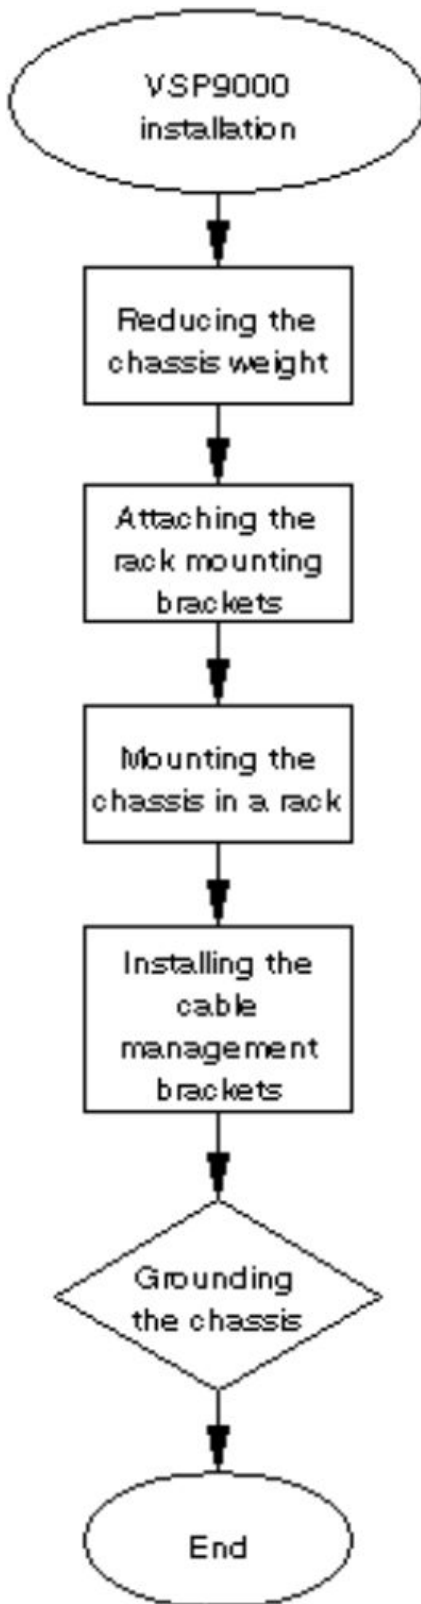 VSP9000
installation
Reducing the
chassis weight
Attaching the
rack mounting
brackets
Mounting the
chassis in a rack
Installing the
cable
management
brackets
Grounding
the chassis
End